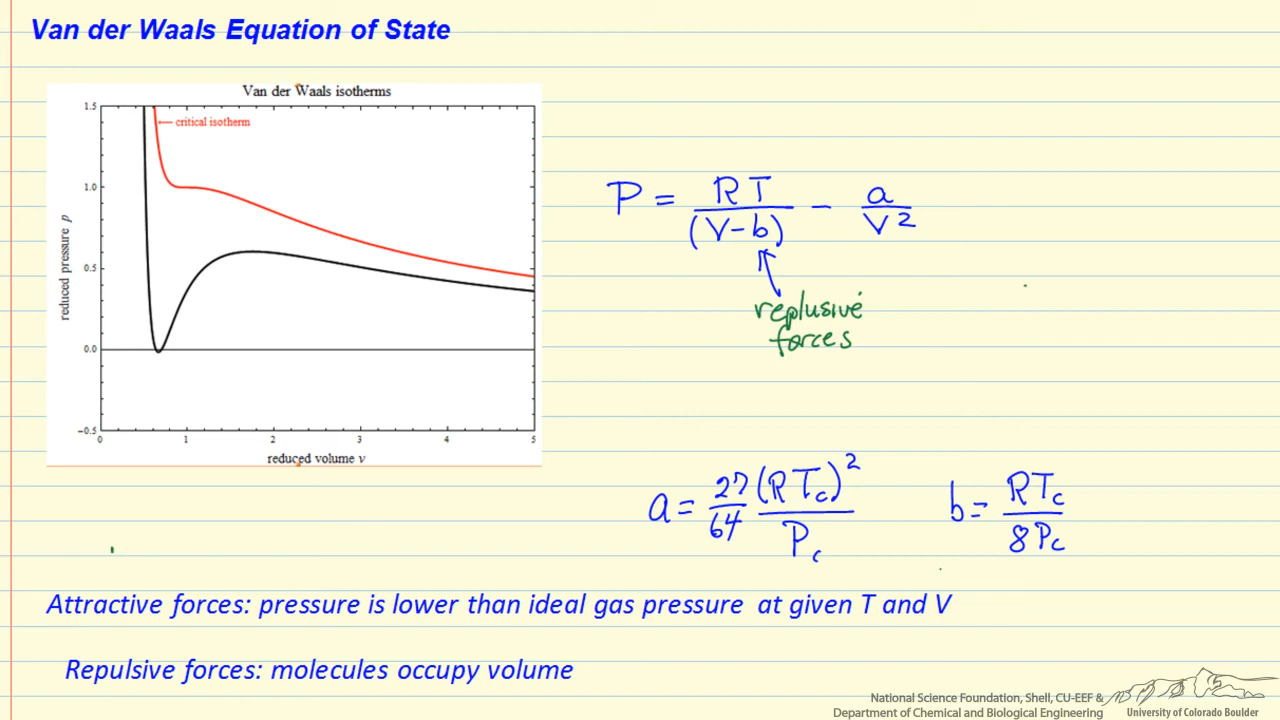 Van der Waals Equation of State
Van der Waals isotherms
1.5
critical isotherm
1.0
reduced pressure p
0.5
0.0
−0.5
0 1 2 3 4 5
reduced volume v
P = RT/(V-b) - a/V²
replusive
forces
a = 27/64 (RTc)²/Pc b = RTc/8Pc
Attractive forces: pressure is lower than ideal gas pressure at given T and V
Repulsive forces: molecules occupy volume
National Science Foundation, Shell, CU-EEF &
Department of Chemical and Biological Engineering
University of Colorado Boulder